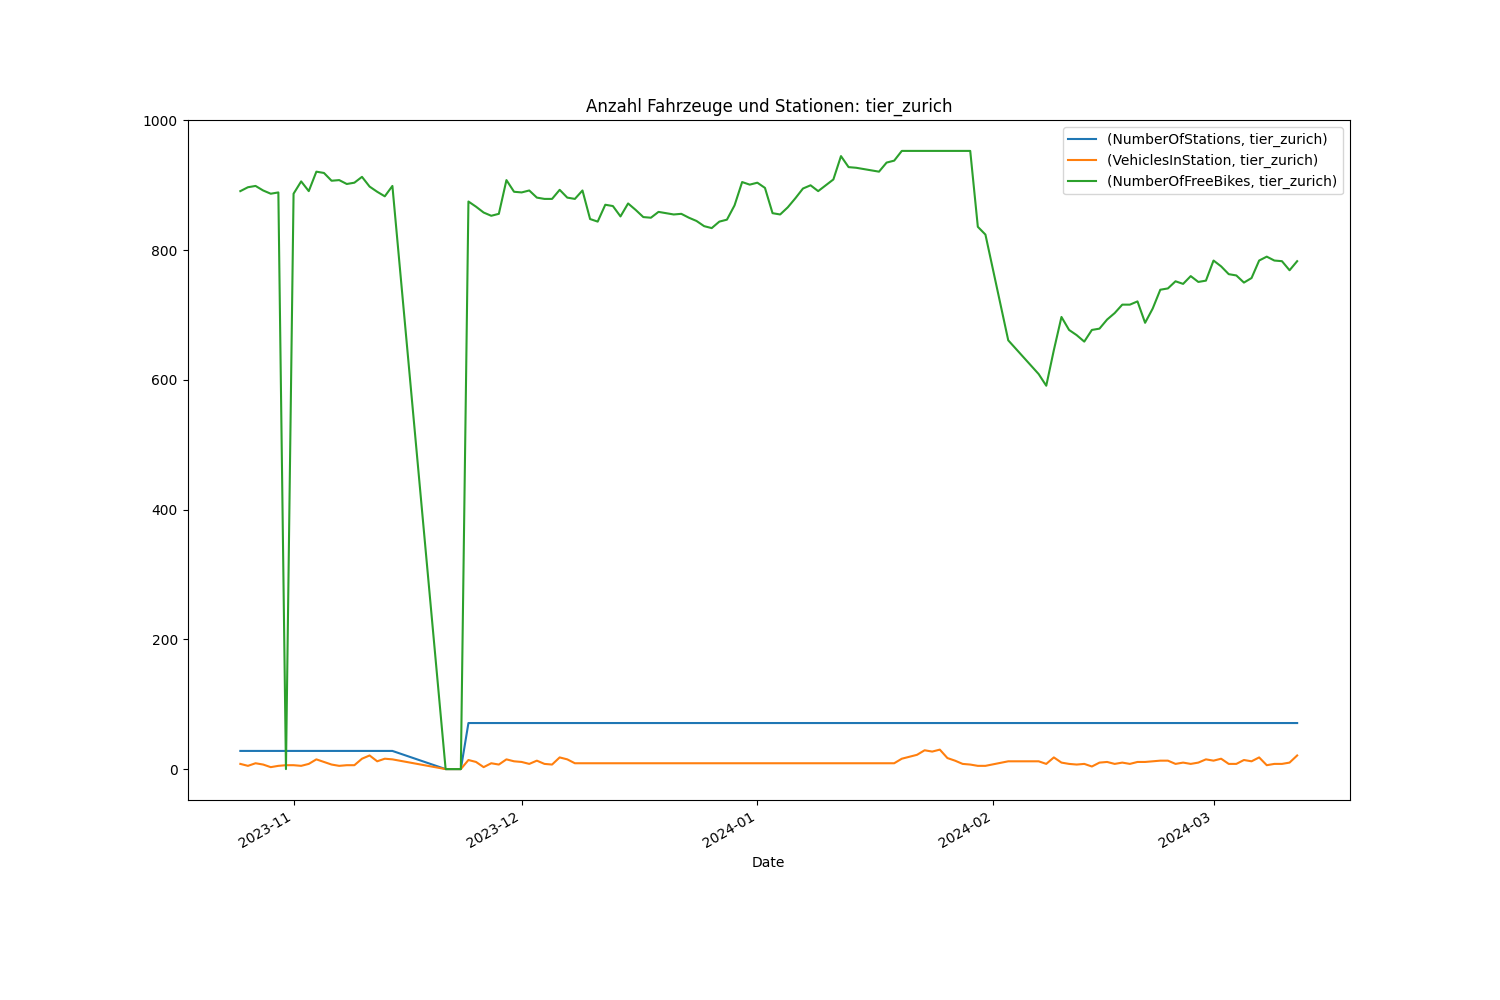 Anzahl Fahrzeuge und Stationen: tier_zurich
(NumberOfStations, tier_zurich)
(VehiclesInStation, tier_zurich)
(NumberOfFreeBikes, tier_zurich)
1000
800
600
400
200
0
2023-11
2023-12
2024-01
2024-02
2024-03
Date